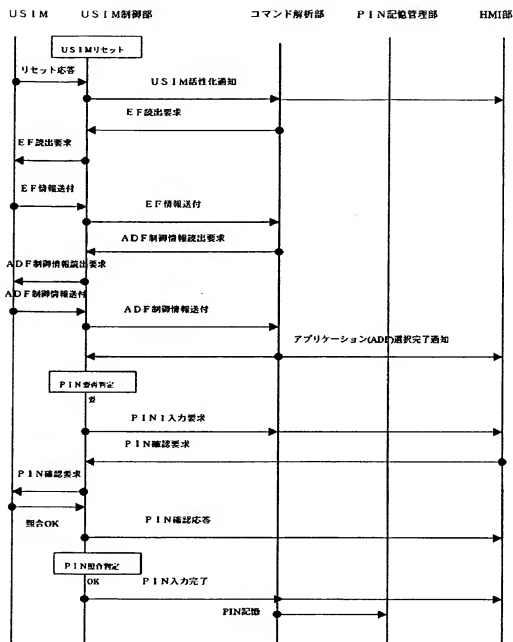 USIM USIM制御部 コマンド解析部 PIN記憶管理部 HMI部
USIMリセット
リセット応答
USIM活性化通知
EF読出要求
EF読出要求
EF情報送付
EF情報送付
ADF制御情報読出要求
ADF制御情報読出要求
ADF制御情報送付
ADF制御情報送付
アプリケーション(ADF)選択完了通知
PIN要否判定
要
PIN1入力要求
PIN確認要求
PIN確認要求
照合OK
PIN確認応答
PIN照合判定
OK PIN入力完了
PIN記憶